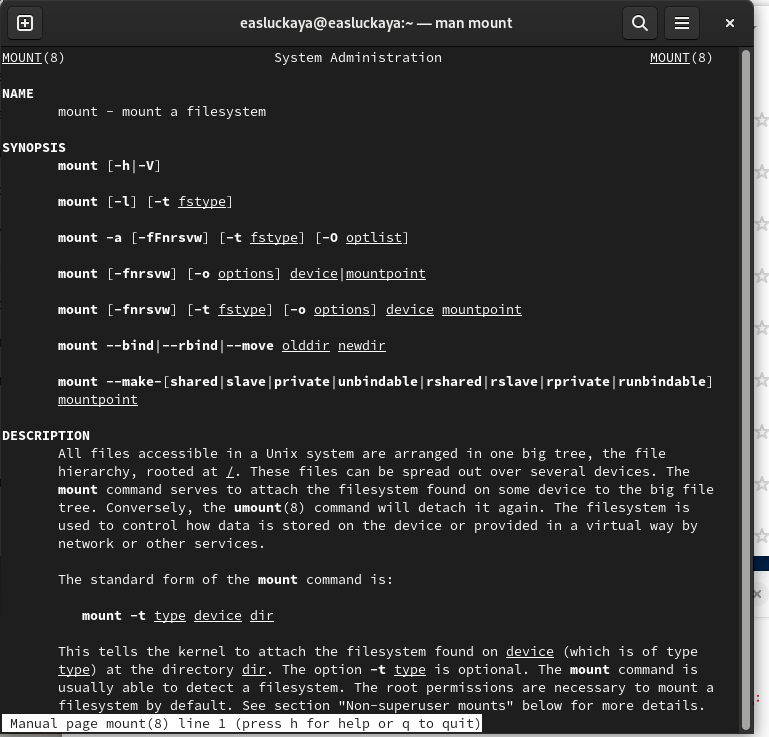 easluckaya@easluckaya:~ — man mount
MOUNT(8) System Administration MOUNT(8)
NAME
mount - mount a filesystem
SYNOPSIS
mount [-h|-V]
mount [-l] [-t fstype]
mount -a [-fFnrsvw] [-t fstype] [-O optlist]
mount [-fnrsvw] [-o options] device|mountpoint
mount [-fnrsvw] [-t fstype] [-o options] device mountpoint
mount --bind|--rbind|--move olddir newdir
mount --make-[shared|slave|private|unbindable|rshared|rslave|rprivate|runbindable]
mountpoint
DESCRIPTION
All files accessible in a Unix system are arranged in one big tree, the file
hierarchy, rooted at /. These files can be spread out over several devices. The
mount command serves to attach the filesystem found on some device to the big file
tree. Conversely, the umount(8) command will detach it again. The filesystem is
used to control how data is stored on the device or provided in a virtual way by
network or other services.
The standard form of the mount command is:
mount -t type device dir
This tells the kernel to attach the filesystem found on device (which is of type
type) at the directory dir. The option -t type is optional. The mount command is
usually able to detect a filesystem. The root permissions are necessary to mount a
filesystem by default. See section "Non-superuser mounts" below for more details.
Manual page mount(8) line 1 (press h for help or q to quit)